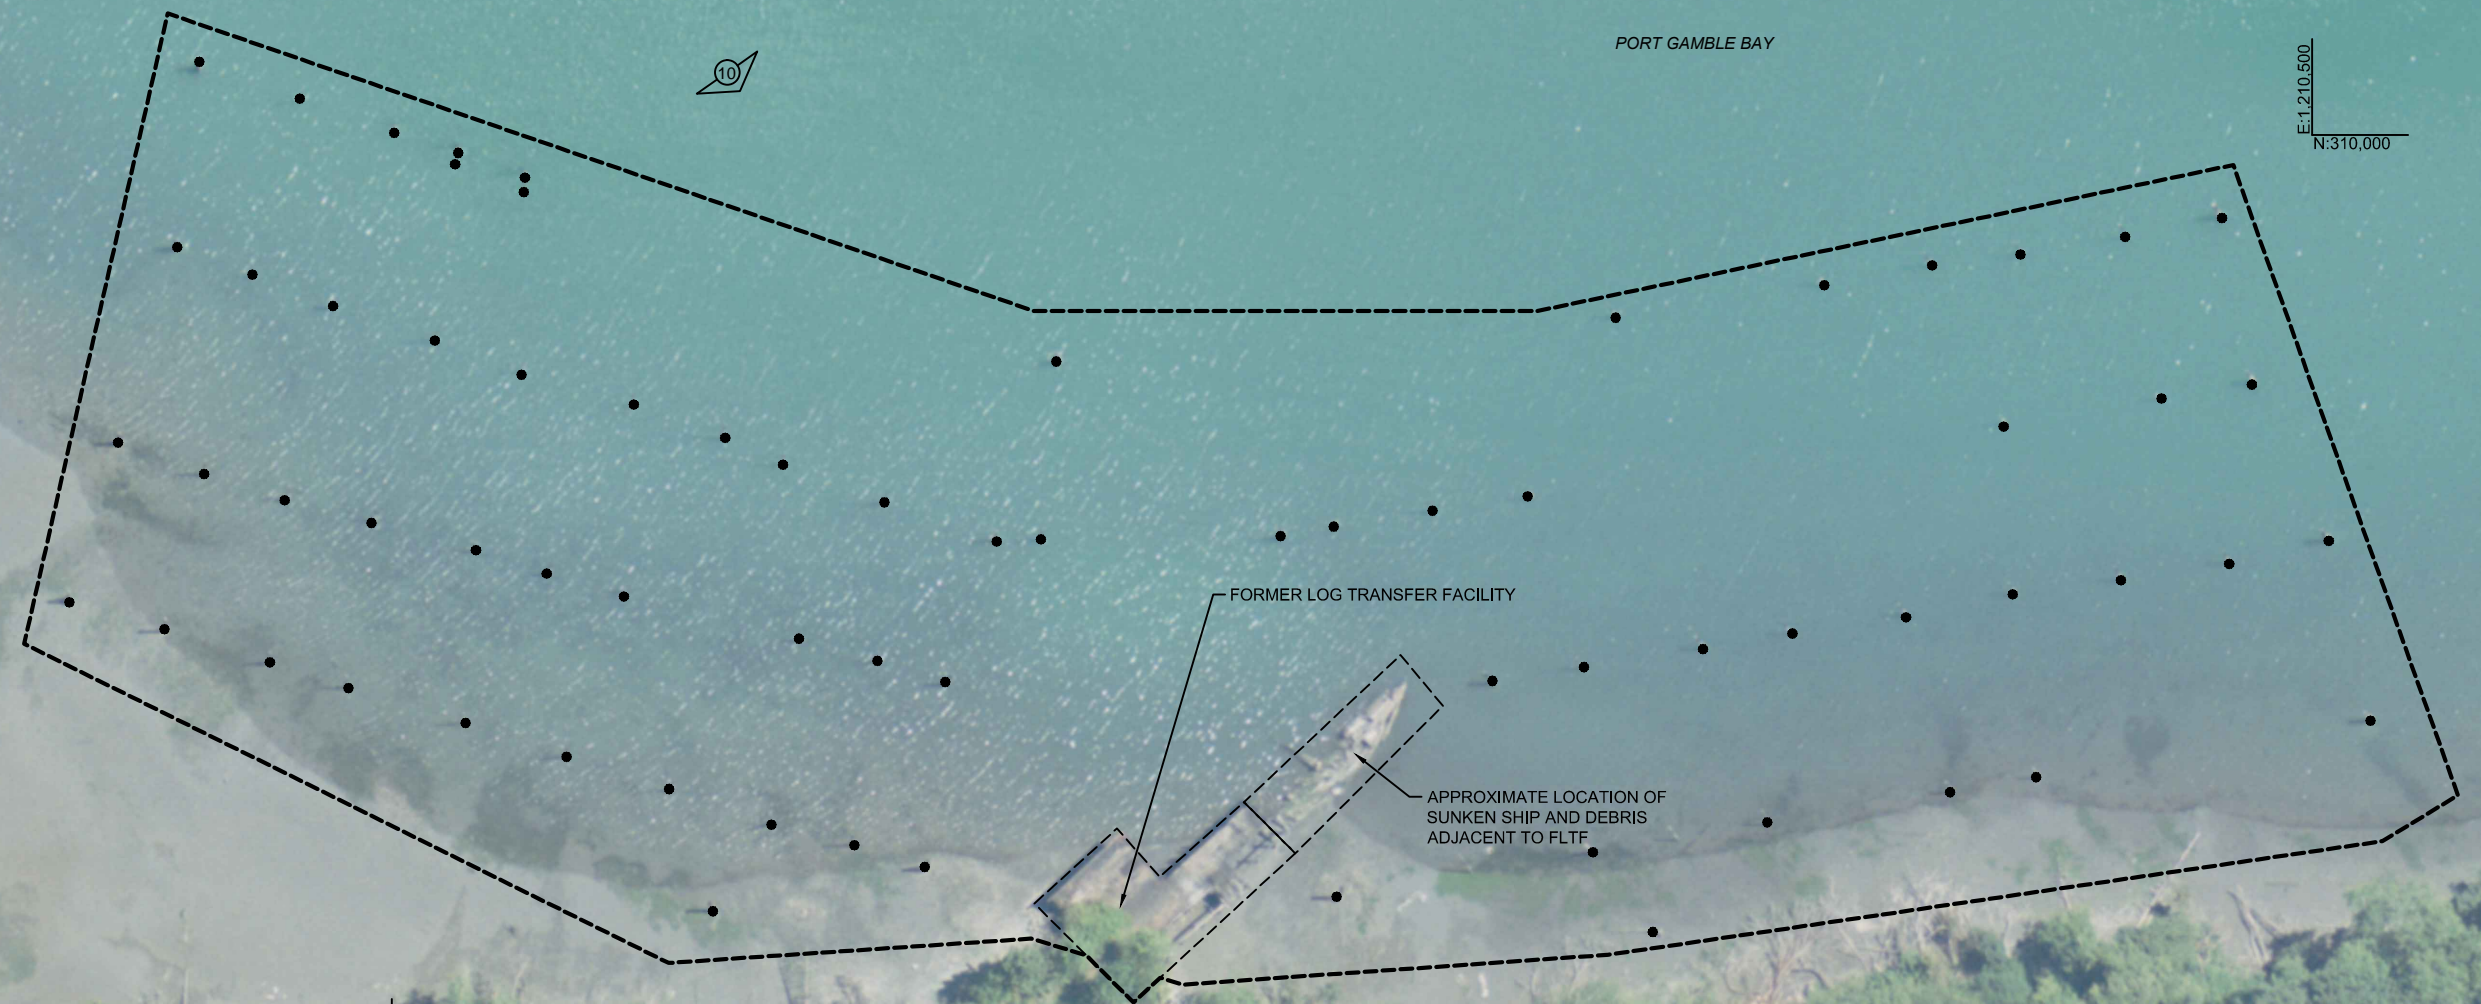 PORT GAMBLE BAY
10
E:1,210,500
N:310,000
FORMER LOG TRANSFER FACILITY
APPROXIMATE LOCATION OF
SUNKEN SHIP AND DEBRIS
ADJACENT TO FLTF